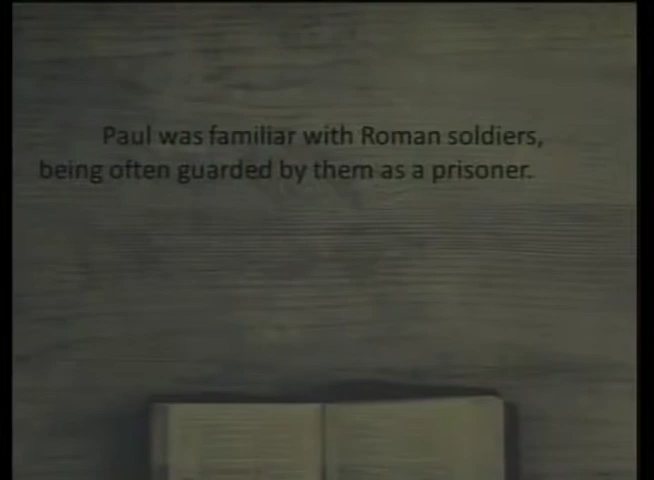 Paul was familiar with Roman soldiers,
being often guarded by them as a prisoner.